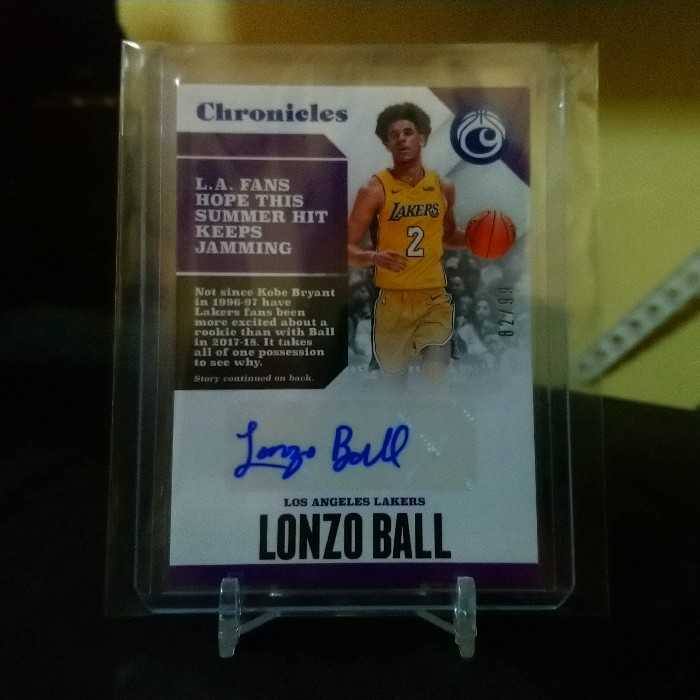 Chronicles
L.A. FANS
HOPE THIS
SUMMER HIT
KEEPS
JAMMING
Not since Kobe Bryant
in 1996-97 have
Lakers fans been
more excited about a
rookie than with Ball
in 2017-18. It takes
all of one possession
to see why.
Story continued on back.
LAKERS
2
02/99
Lonzo Ball
LOS ANGELES LAKERS
LONZO BALL